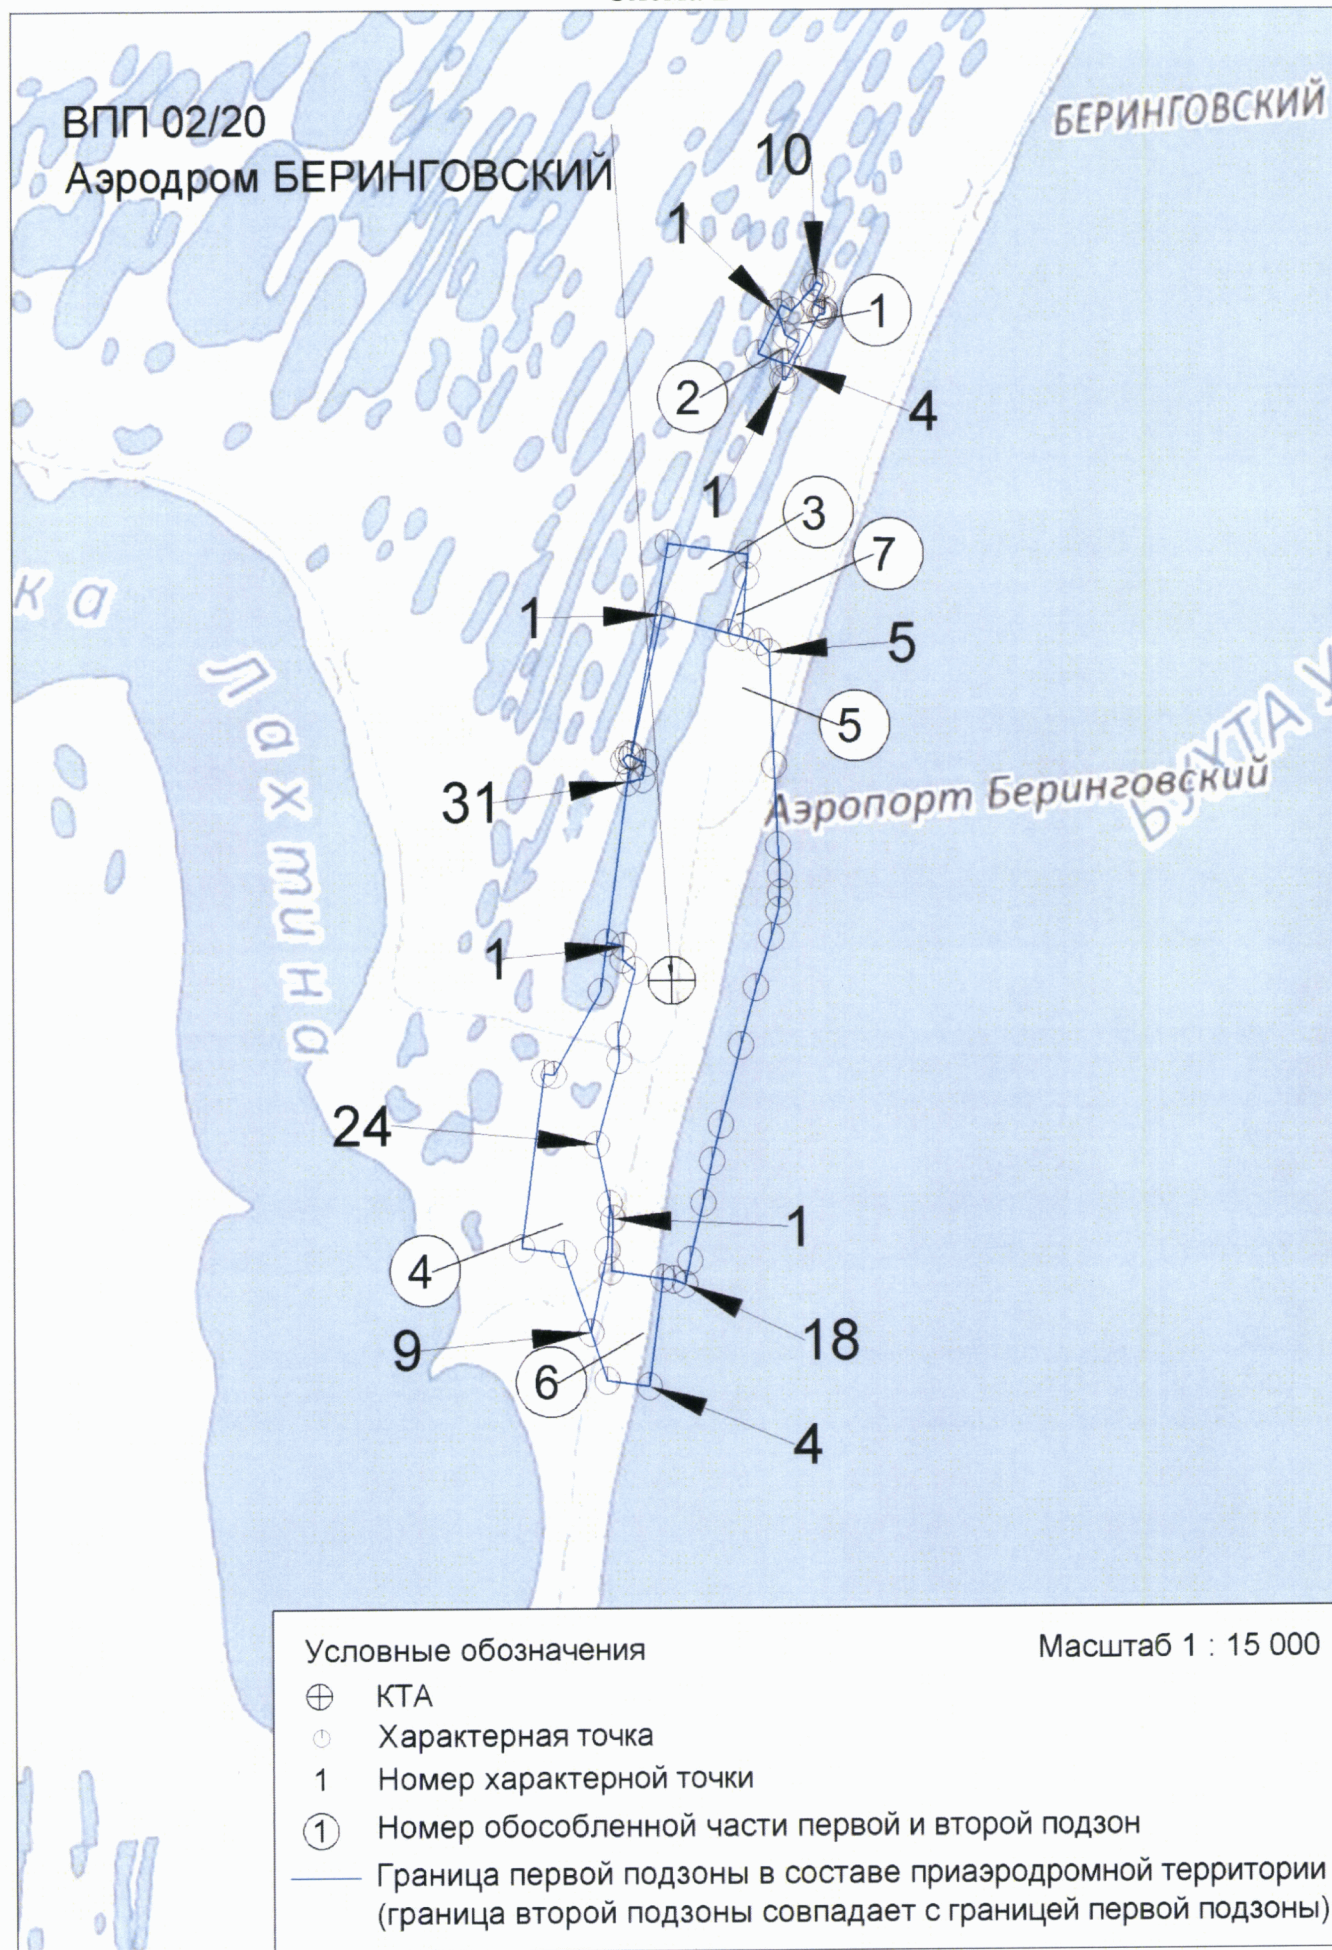 ВПП 02/20
Аэродром БЕРИНГОВСКИЙ
БЕРИНГОВСКИЙ
10
1
1
2
4
1
3
7
ка
1
5
Лахтина
5
БУХТА У
31
Аэропорт Беринговский
1
24
1
4
18
9
6
4
Условные обозначения
Масштаб 1 : 15 000
КТА
Характерная точка
1 Номер характерной точки
1 Номер обособленной части первой и второй подзон
Граница первой подзоны в составе приаэродромной территории
(граница второй подзоны совпадает с границей первой подзоны)